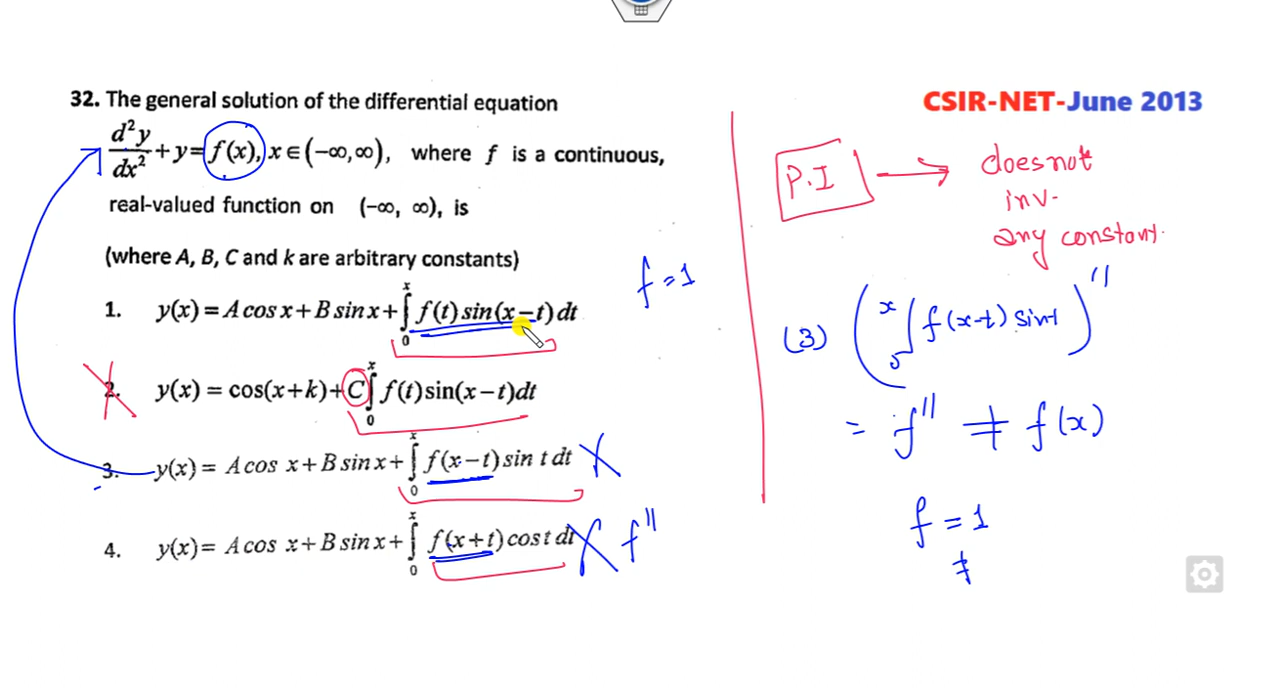 32. The general solution of the differential equation
d²y/dx² + y = f(x), x ∈ (−∞, ∞), where f is a continuous,
real-valued function on (−∞, ∞), is
(where A, B, C and k are arbitrary constants)
1. y(x) = A cos x + B sin x + ∫₀ˣ f(t) sin(x − t) dt
2. y(x) = cos(x + k) + C ∫₀ˣ f(t) sin(x − t) dt
3. y(x) = A cos x + B sin x + ∫₀ˣ f(x − t) sin t dt
4. y(x) = A cos x + B sin x + ∫₀ˣ f(x + t) cos t dt
f = 1
f''
CSIR-NET-June 2013
P.I → does not
inv-
any constant.
(3) (∫₀ˣ f(x-t) sint)''
= f'' ≠ f(x)
f = 1
≠